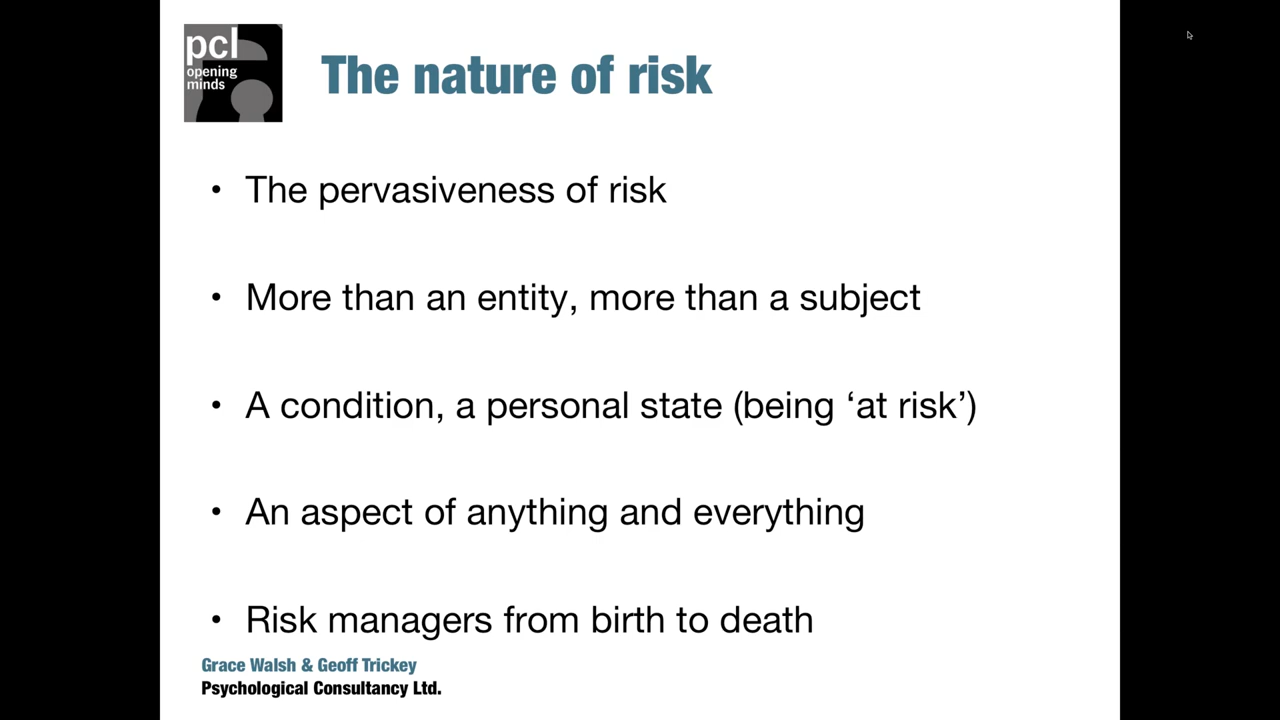 pcl
opening
minds
The nature of risk
• The pervasiveness of risk
• More than an entity, more than a subject
• A condition, a personal state (being ‘at risk’)
• An aspect of anything and everything
• Risk managers from birth to death
Grace Walsh & Geoff Trickey
Psychological Consultancy Ltd.